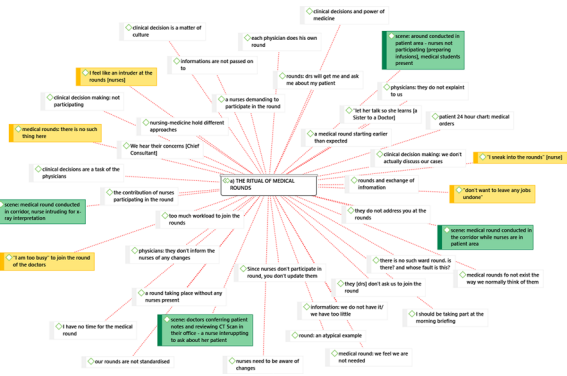 clinical decisions and power of
medicine
clinical decision is a matter of
culture
each physician does his own
round
scene: around conducted in
patient area - nurses not
participating [preparing
infusions], medical students
present
informations are not passed on
to
I feel like an intruder at the
rounds [nurses]
rounds: drs will get me and ask
me about my patient
physicians: they do not explaint
to us
clinical decision-making: not
participating
a nurses demanding to
participate in the round
"let her talk so she learns [a
Sister to a Doctor]
patient 24 hour chart: medical
orders
nursing-medicine hold different
approaches
medical rounds: there is no such
thing here
a medical round starting earlier
than expected
We hear their concerns [Chief
Consultant]
clinical decision making: we don't
actually discuss our cases
"I sneak into the rounds" [nurse]
clinical decisions are a task of the
physicians
a) THE RITUAL OF MEDICAL
ROUNDS
rounds and exchange of
infromation
the contribution of nurses
participating in the round
"don't want to leave any jobs
undone"
scene: medical round conducted
in corridor, nurse intruding for x-
ray interpretation
too much workload to join the
rounds
they do not address you at the
rounds
scene: medical round conducted in
the corridor while nurses are in
patient area
physicians: they don't inform the
nurses of any changes
"I am too busy" to join the round
of the doctors
there is no such ward round. is
there? and whose fault is this?
Since nurses don't participate in
round, you don't update them
medical rounds fo not exist the
way we normally think of them
they [drs] don't ask us to join the
round
a round taking place without any
nurses present
information: we do not have it/
we have too little
I should be taking part at the
morning briefing
I have no time for the medical
round
scene: doctors conferring patient
notes and reviewing CT Scan in
their office - a nurse interuppting
to ask about her patient
round: an atypical example
medical round: we feel we are
not needed
our rounds are not standardised
nurses need to be aware of
changes